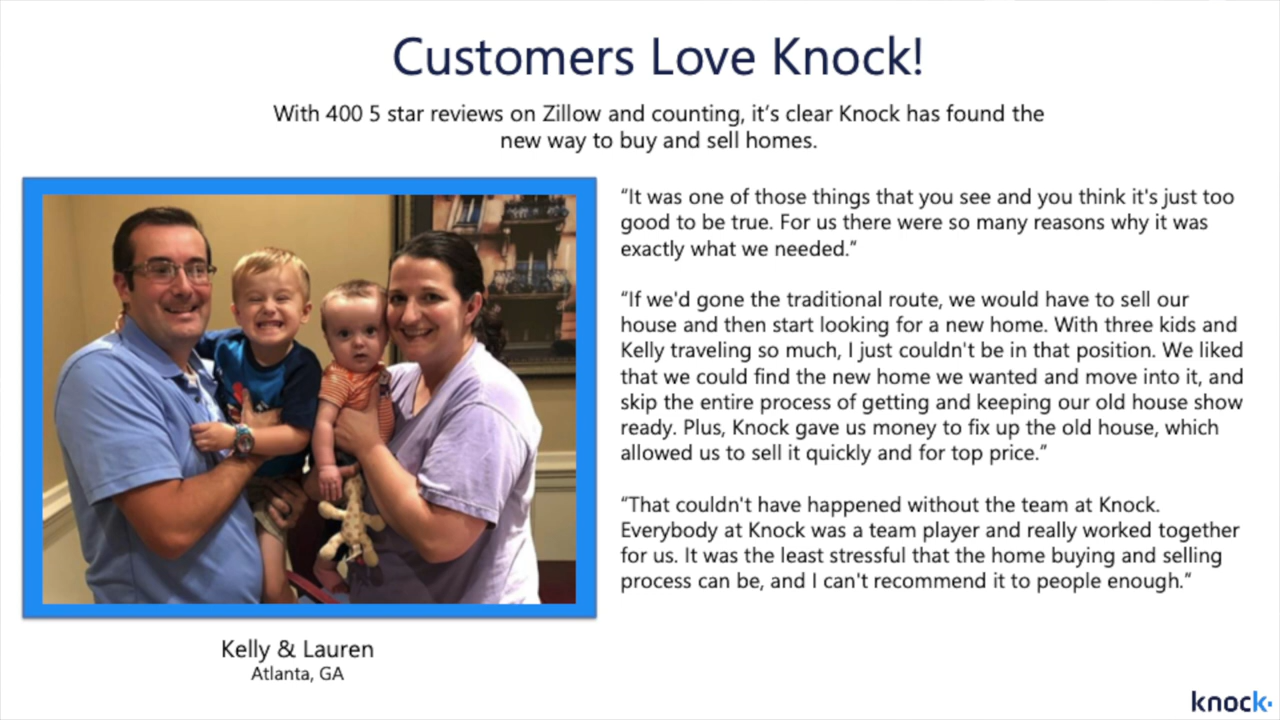 Customers Love Knock!
With 400 5 star reviews on Zillow and counting, it's clear Knock has found the
new way to buy and sell homes.
“It was one of those things that you see and you think it's just too
good to be true. For us there were so many reasons why it was
exactly what we needed.”
“If we'd gone the traditional route, we would have to sell our
house and then start looking for a new home. With three kids and
Kelly traveling so much, I just couldn't be in that position. We liked
that we could find the new home we wanted and move into it, and
skip the entire process of getting and keeping our old house show
ready. Plus, Knock gave us money to fix up the old house, which
allowed us to sell it quickly and for top price.”
“That couldn't have happened without the team at Knock.
Everybody at Knock was a team player and really worked together
for us. It was the least stressful that the home buying and selling
process can be, and I can't recommend it to people enough.”
Kelly & Lauren
Atlanta, GA
knock